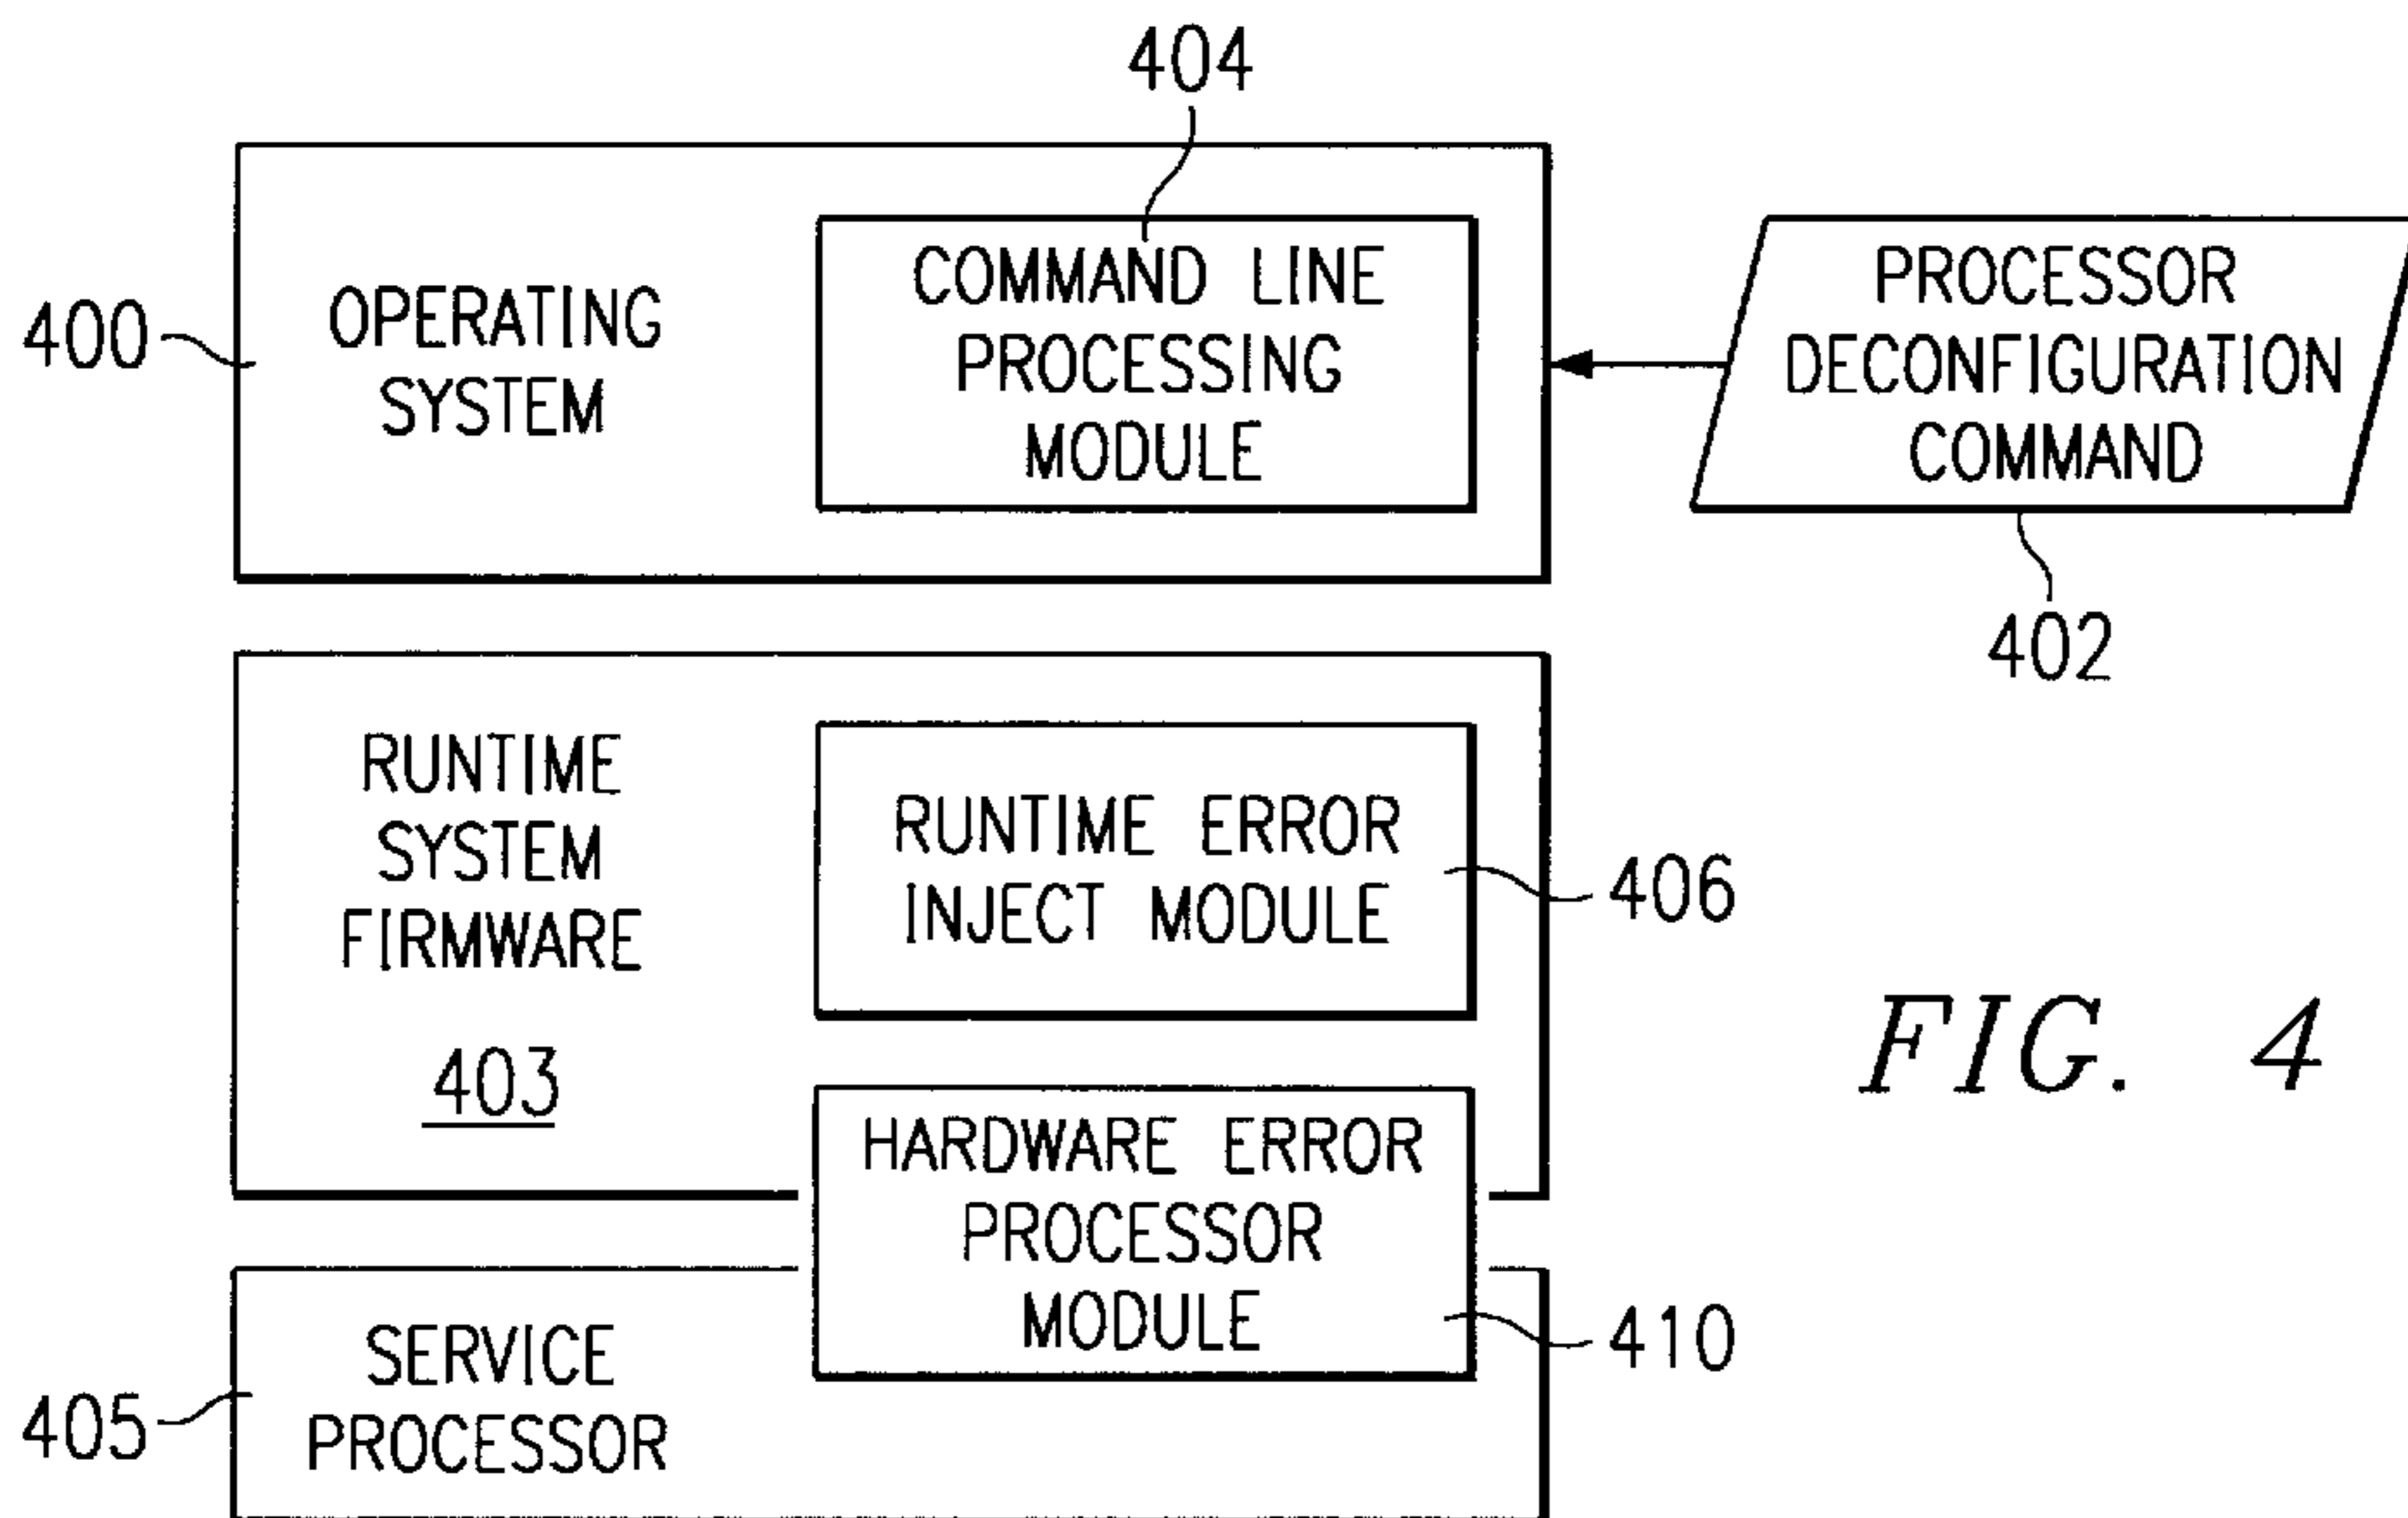 404
400
OPERATING
SYSTEM
COMMAND LINE
PROCESSING
MODULE
PROCESSOR
DECONFIGURATION
COMMAND
402
RUNTIME
SYSTEM
FIRMWARE
403
RUNTIME ERROR
INJECT MODULE
406
FIG. 4
HARDWARE ERROR
PROCESSOR
MODULE
410
405
SERVICE
PROCESSOR